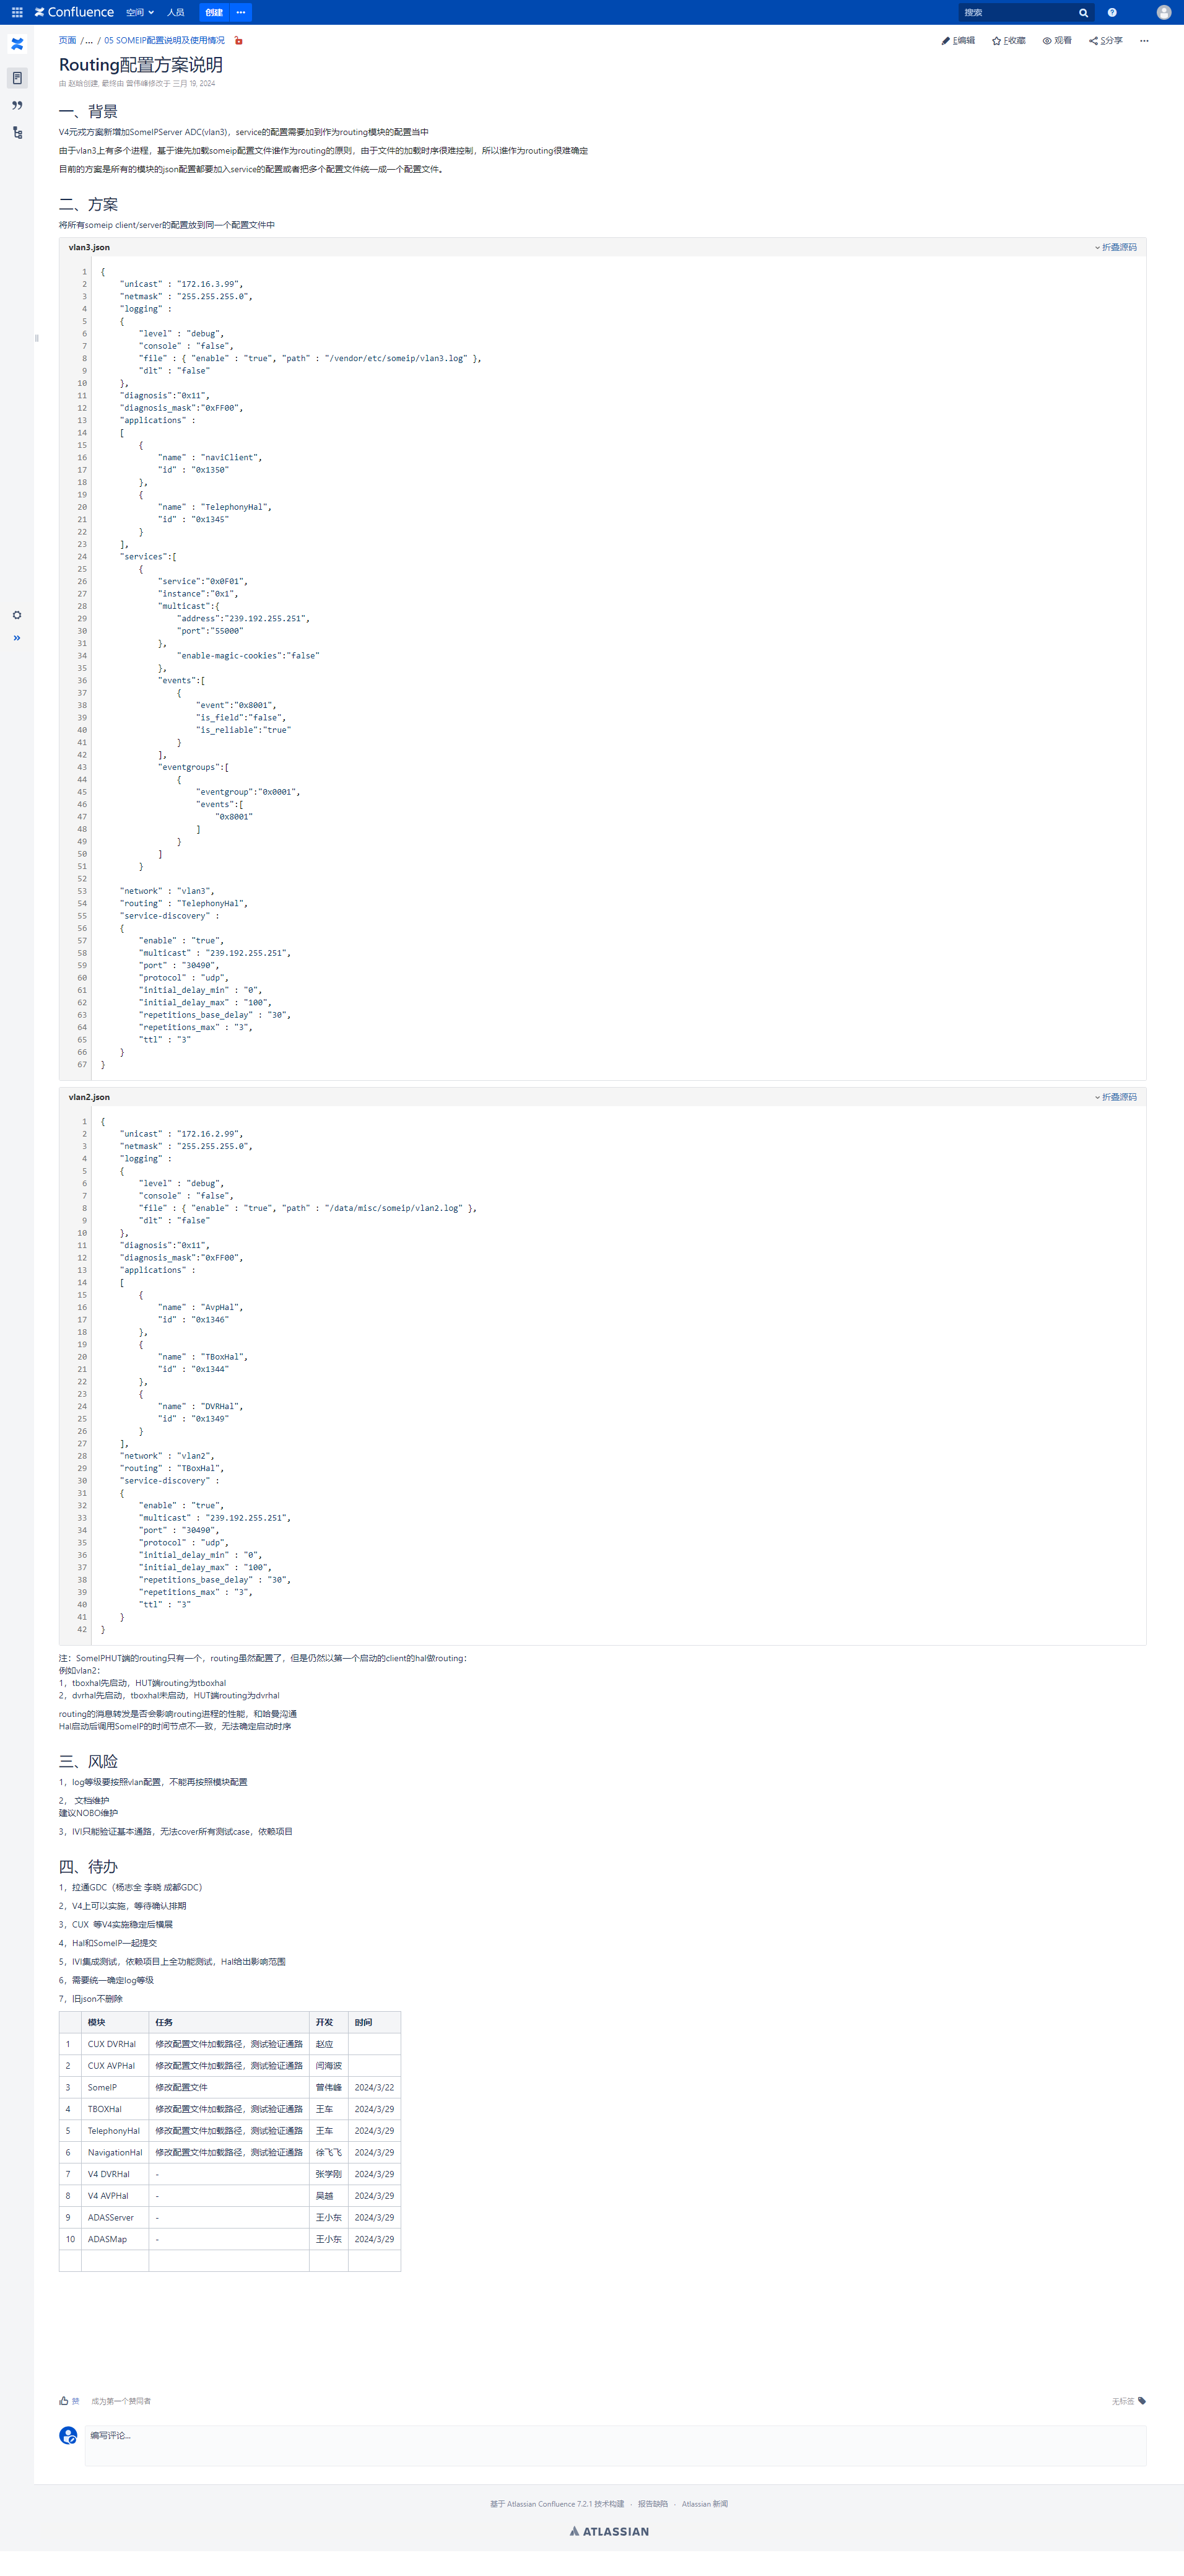 Confluence 空间 人员 创建 ··· 搜索
页面 /... / 05 SOMEIP配置说明及使用情况
E编辑 F收藏 观看 S分享 ···
Routing配置方案说明
由 赵晗创建, 最终由 曾伟峰修改于 三月 19, 2024
一、背景
V4元戎方案新增加SomeIPServer ADC(vlan3)，service的配置需要加到作为routing模块的配置当中
由于vlan3上有多个进程，基于谁先加载someip配置文件谁作为routing的原则，由于文件的加载时序很难控制，所以谁作为routing很难确定
目前的方案是所有的模块的json配置都要加入service的配置或者把多个配置文件统一成一个配置文件。
二、方案
将所有someip client/server的配置放到同一个配置文件中
vlan3.json 折叠源码
1 {
2 "unicast" : "172.16.3.99",
3 "netmask" : "255.255.255.0",
4 "logging" :
5 {
6 "level" : "debug",
7 "console" : "false",
8 "file" : { "enable" : "true", "path" : "/vendor/etc/someip/vlan3.log" },
9 "dlt" : "false"
10 },
11 "diagnosis":"0x11",
12 "diagnosis_mask":"0xFF00",
13 "applications" :
14 [
15 {
16 "name" : "naviClient",
17 "id" : "0x1350"
18 },
19 {
20 "name" : "TelephonyHal",
21 "id" : "0x1345"
22 }
23 ],
24 "services":[
25 {
26 "service":"0x0F01",
27 "instance":"0x1",
28 "multicast":{
29 "address":"239.192.255.251",
30 "port":"55000"
31 },
34 "enable-magic-cookies":"false"
35 },
36 "events":[
37 {
38 "event":"0x8001",
39 "is_field":"false",
40 "is_reliable":"true"
41 }
42 ],
43 "eventgroups":[
44 {
45 "eventgroup":"0x0001",
46 "events":[
47 "0x8001"
48 ]
49 }
50 ]
51 }
52
53 "network" : "vlan3",
54 "routing" : "TelephonyHal",
55 "service-discovery" :
56 {
57 "enable" : "true",
58 "multicast" : "239.192.255.251",
59 "port" : "30490",
60 "protocol" : "udp",
61 "initial_delay_min" : "0",
62 "initial_delay_max" : "100",
63 "repetitions_base_delay" : "30",
64 "repetitions_max" : "3",
65 "ttl" : "3"
66 }
67 }
vlan2.json 折叠源码
1 {
2 "unicast" : "172.16.2.99",
3 "netmask" : "255.255.255.0",
4 "logging" :
5 {
6 "level" : "debug",
7 "console" : "false",
8 "file" : { "enable" : "true", "path" : "/data/misc/someip/vlan2.log" },
9 "dlt" : "false"
10 },
11 "diagnosis":"0x11",
12 "diagnosis_mask":"0xFF00",
13 "applications" :
14 [
15 {
16 "name" : "AvpHal",
17 "id" : "0x1346"
18 },
19 {
20 "name" : "TBoxHal",
21 "id" : "0x1344"
22 },
23 {
24 "name" : "DVRHal",
25 "id" : "0x1349"
26 }
27 ],
28 "network" : "vlan2",
29 "routing" : "TBoxHal",
30 "service-discovery" :
31 {
32 "enable" : "true",
33 "multicast" : "239.192.255.251",
34 "port" : "30490",
35 "protocol" : "udp",
36 "initial_delay_min" : "0",
37 "initial_delay_max" : "100",
38 "repetitions_base_delay" : "30",
39 "repetitions_max" : "3",
40 "ttl" : "3"
41 }
42 }
注：SomeIPHUT端的routing只有一个，routing虽然配置了，但是仍然以第一个启动的client的hal做routing：
例如vlan2：
1，tboxhal先启动，HUT端routing为tboxhal
2，dvrhal先启动，tboxhal未启动，HUT端routing为dvrhal
routing的消息转发是否会影响routing进程的性能，和哈曼沟通
Hal启动后调用SomeIP的时间节点不一致，无法确定启动时序
三、风险
1，log等级要按照vlan配置，不能再按照模块配置
2， 文档维护
建议NOBO维护
3，IVI只能验证基本通路，无法cover所有测试case，依赖项目
四、待办
1，拉通GDC（杨志全 李晓 成都GDC）
2，V4上可以实施，等待确认排期
3，CUX 等V4实施稳定后横展
4，Hal和SomeIP一起提交
5，IVI集成测试，依赖项目上全功能测试，Hal给出影响范围
6，需要统一确定log等级
7，旧json不删除
模块 任务 开发 时间
1 CUX DVRHal 修改配置文件加载路径，测试验证通路 赵应
2 CUX AVPHal 修改配置文件加载路径，测试验证通路 闫海波
3 SomeIP 修改配置文件 曾伟峰 2024/3/22
4 TBOXHal 修改配置文件加载路径，测试验证通路 王车 2024/3/29
5 TelephonyHal 修改配置文件加载路径，测试验证通路 王车 2024/3/29
6 NavigationHal 修改配置文件加载路径，测试验证通路 徐飞飞 2024/3/29
7 V4 DVRHal - 张学刚 2024/3/29
8 V4 AVPHal - 吴越 2024/3/29
9 ADASServer - 王小东 2024/3/29
10 ADASMap - 王小东 2024/3/29
赞 成为第一个赞同者 无标签
编写评论...
基于 Atlassian Confluence 7.2.1 技术构建 · 报告缺陷 · Atlassian 新闻
ATLASSIAN